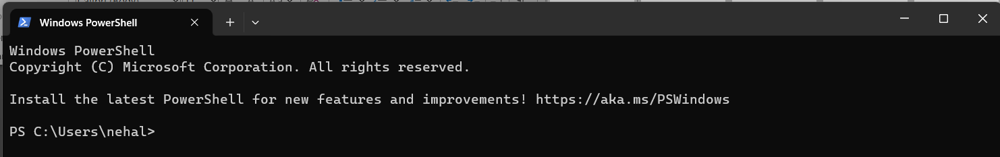 Windows PowerShell
Windows PowerShell
Copyright (C) Microsoft Corporation. All rights reserved.
Install the latest PowerShell for new features and improvements! https://aka.ms/PSWindows
PS C:\Users\nehal>